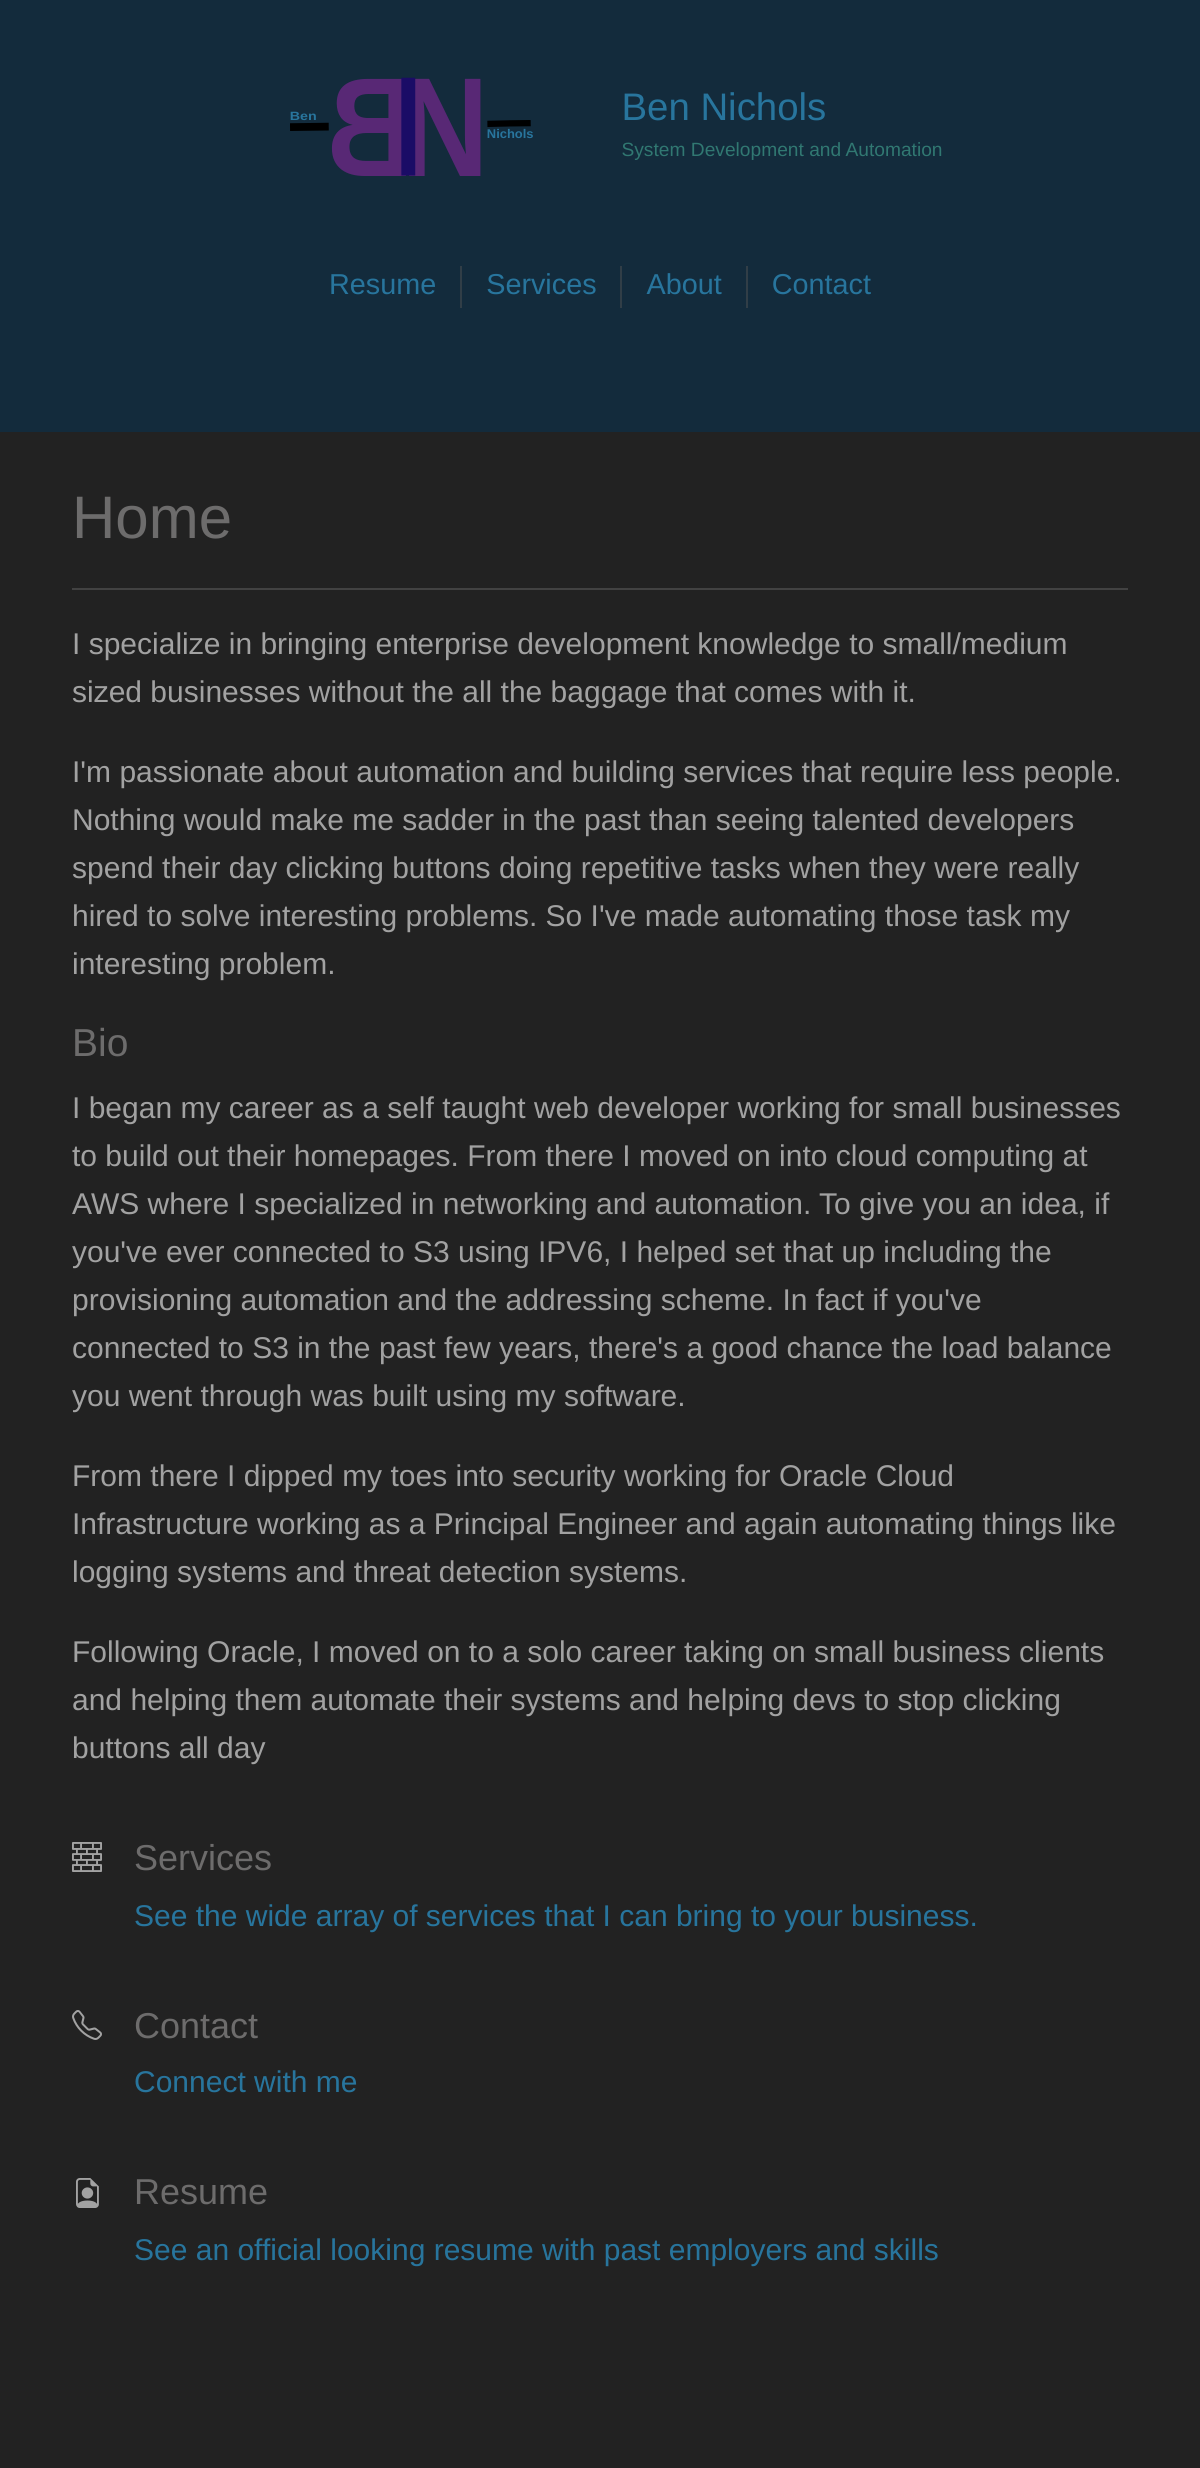 Ben
BN
Nichols
Ben Nichols
System Development and Automation
Resume
Services
About
Contact
Home
I specialize in bringing enterprise development knowledge to small/medium
sized businesses without the all the baggage that comes with it.
I'm passionate about automation and building services that require less people.
Nothing would make me sadder in the past than seeing talented developers
spend their day clicking buttons doing repetitive tasks when they were really
hired to solve interesting problems. So I've made automating those task my
interesting problem.
Bio
I began my career as a self taught web developer working for small businesses
to build out their homepages. From there I moved on into cloud computing at
AWS where I specialized in networking and automation. To give you an idea, if
you've ever connected to S3 using IPV6, I helped set that up including the
provisioning automation and the addressing scheme. In fact if you've
connected to S3 in the past few years, there's a good chance the load balance
you went through was built using my software.
From there I dipped my toes into security working for Oracle Cloud
Infrastructure working as a Principal Engineer and again automating things like
logging systems and threat detection systems.
Following Oracle, I moved on to a solo career taking on small business clients
and helping them automate their systems and helping devs to stop clicking
buttons all day
Services
See the wide array of services that I can bring to your business.
Contact
Connect with me
Resume
See an official looking resume with past employers and skills